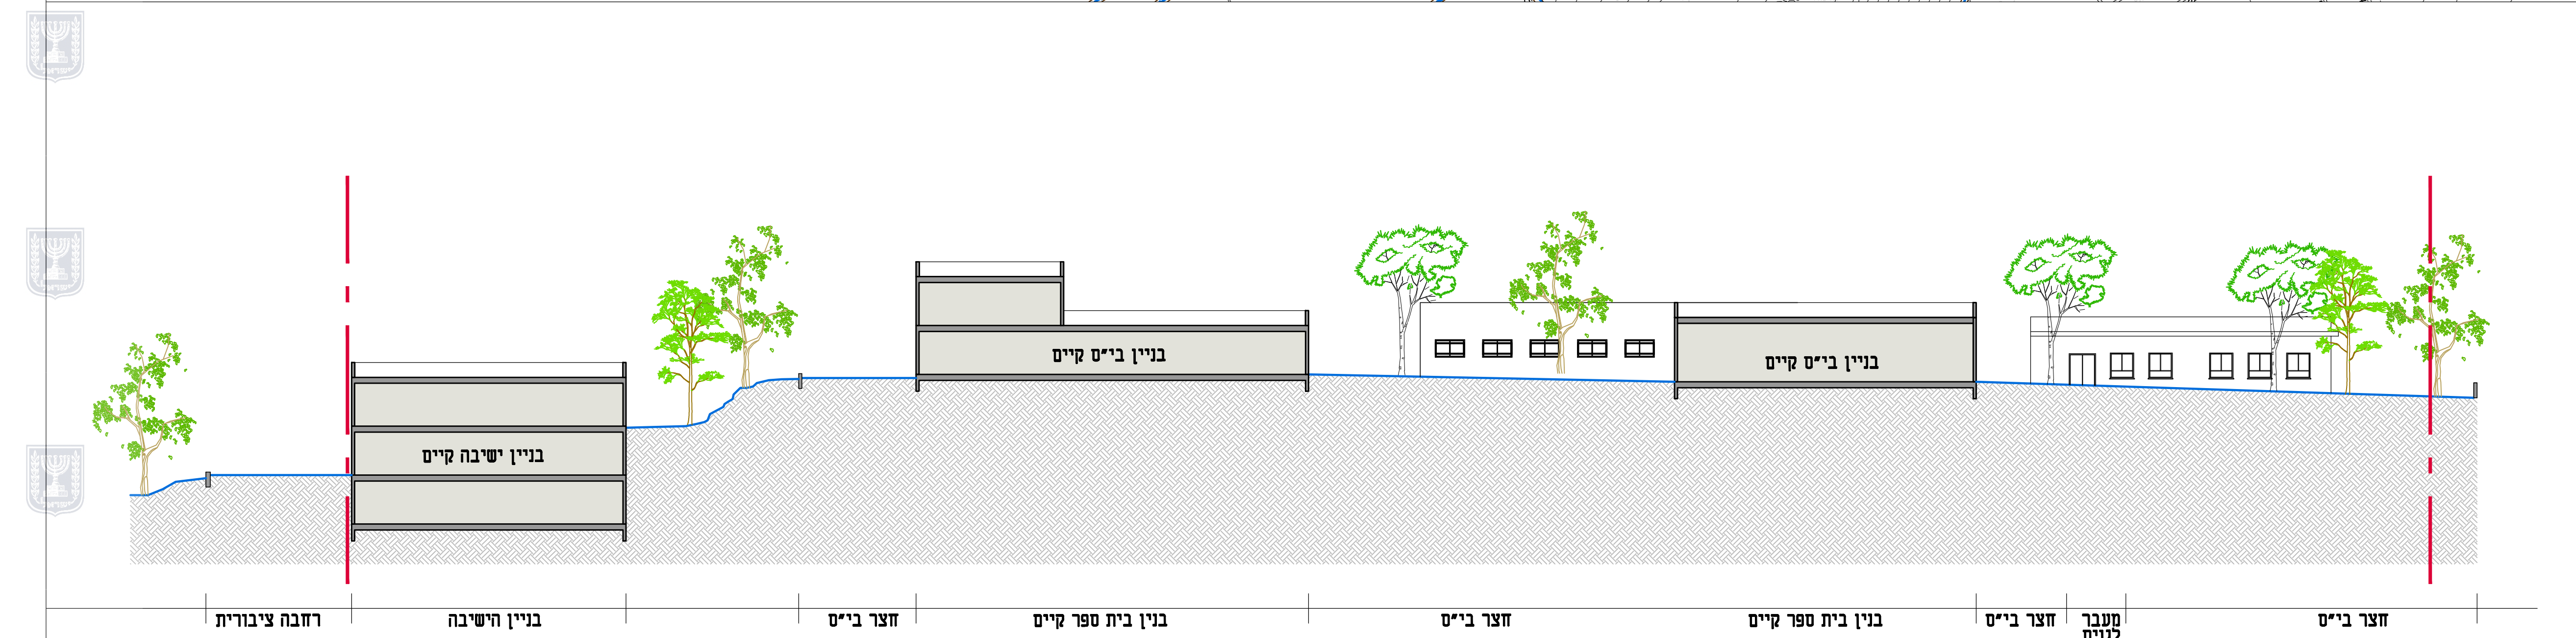 בניין בי"ס קיים
בניין בי"ס קיים
בניין ישיבה קיים
חצר בי"ס
מעבר
חצר בי"ס
בנין בית ספר קיים
חצר בי"ס
בנין בית ספר קיים
חצר בי"ס
בניין הישיבה
רחבה ציבורית